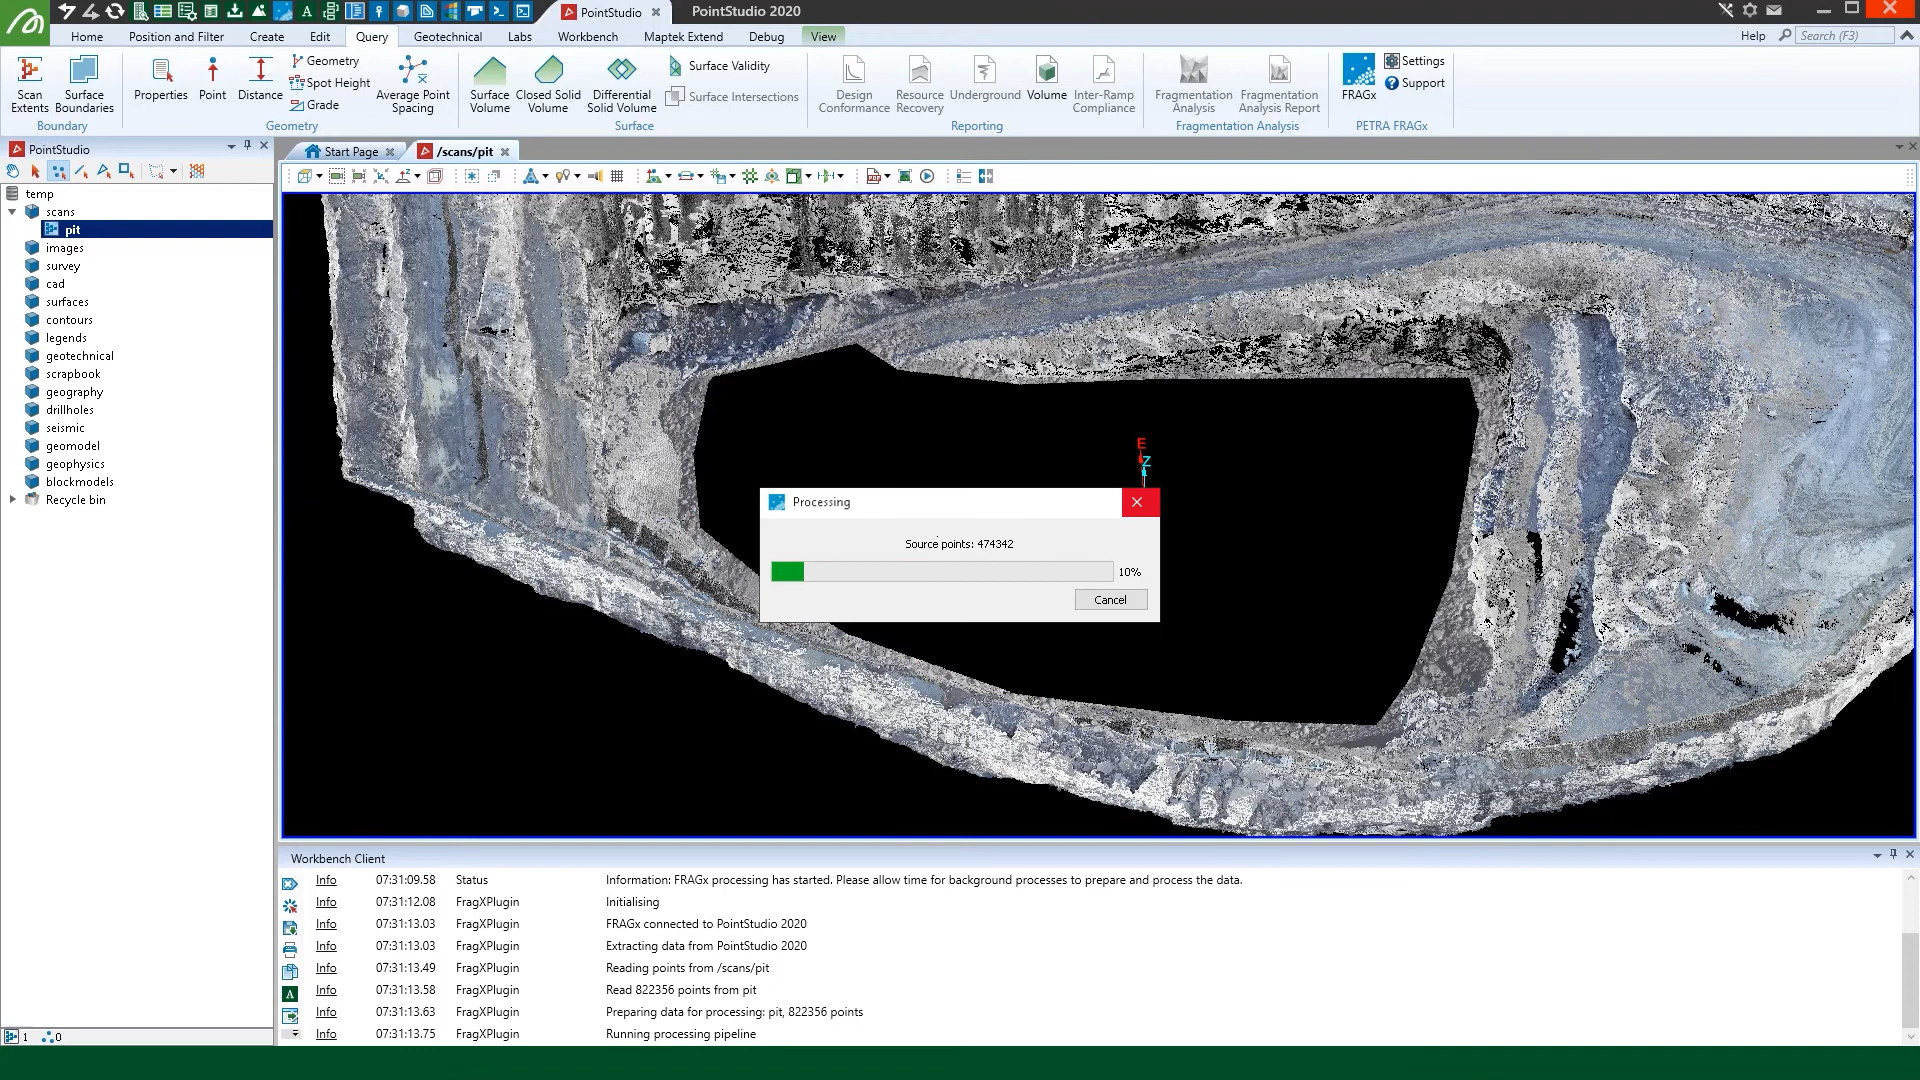 PointStudio
PointStudio 2020
Home
Position and Filter
Create
Edit
Query
Geotechnical
Labs
Workbench
Maptek Extend
Debug
View
Help
Search (F3)
Scan Extents
Surface Boundaries
Boundary
Properties
Point
Distance
Geometry
Spot Height
Grade
Average Point Spacing
Geometry
Surface Volume
Closed Solid Volume
Differential Solid Volume
Surface Validity
Surface Intersections
Surface
Design Conformance
Resource Recovery
Underground
Volume
Inter-Ramp Compliance
Reporting
Fragmentation Analysis
Fragmentation Analysis Report
Fragmentation Analysis
FRAGx
Settings
Support
PETRA FRAGx
PointStudio
Start Page
/scans/pit
temp
scans
pit
images
survey
cad
surfaces
contours
legends
geotechnical
scrapbook
geography
drillholes
seismic
geomodel
geophysics
blockmodels
Recycle bin
E
Z
Processing
Source points: 474342
10%
Cancel
Workbench Client
Info 07:31:09.58 Status Information: FRAGx processing has started. Please allow time for background processes to prepare and process the data.
Info 07:31:12.08 FragXPlugin Initialising
Info 07:31:13.03 FragXPlugin FRAGx connected to PointStudio 2020
Info 07:31:13.03 FragXPlugin Extracting data from PointStudio 2020
Info 07:31:13.49 FragXPlugin Reading points from /scans/pit
Info 07:31:13.58 FragXPlugin Read 822356 points from pit
Info 07:31:13.63 FragXPlugin Preparing data for processing: pit, 822356 points
Info 07:31:13.75 FragXPlugin Running processing pipeline
1 0